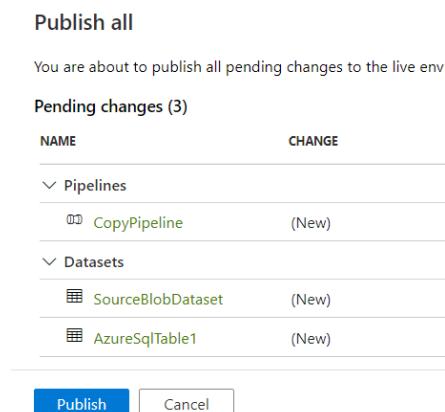 Publish all
You are about to publish all pending changes to the live env
Pending changes (3)
NAME CHANGE
Pipelines
CopyPipeline (New)
Datasets
SourceBlobDataset (New)
AzureSqlTable1 (New)
Publish Cancel